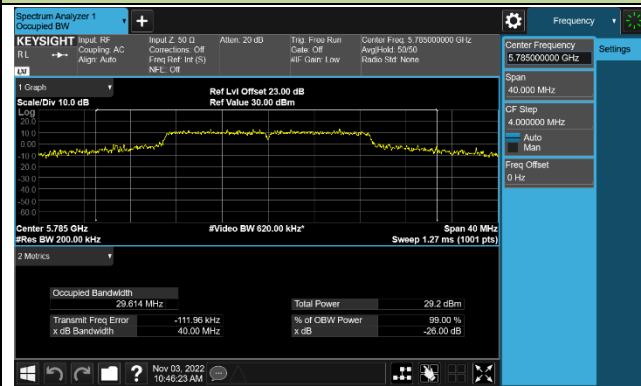 Spectrum Analyzer 1
Occupied BW
Frequency
KEYSIGHT
RL
LXI
Input: RF
Coupling: AC
Align: Auto
Input Z: 50 Ω
Corrections: Off
Freq Ref: Int (S)
NFE: Off
Atten: 20 dB
Trig: Free Run
Gate: Off
#IF Gain: Low
Center Freq: 5.785000000 GHz
Avg|Hold: 50/50
Radio Std: None
Center Frequency
5.785000000 GHz
Settings
Span
40.000 MHz
CF Step
4.000000 MHz
Auto
Man
Freq Offset
0 Hz
1 Graph
Scale/Div 10.0 dB
Ref Lvl Offset 23.00 dB
Ref Value 30.00 dBm
Log
20.0
10.0
0.00
-10.0
-20.0
-30.0
-40.0
-50.0
-60.0
Center 5.785 GHz
#Video BW 620.00 kHz*
Span 40 MHz
#Res BW 200.00 kHz
Sweep 1.27 ms (1001 pts)
2 Metrics
Occupied Bandwidth
29.614 MHz
Total Power
29.2 dBm
Transmit Freq Error
-111.96 kHz
% of OBW Power
99.00 %
x dB Bandwidth
40.00 MHz
x dB
-26.00 dB
?
Nov 03, 2022
10:46:23 AM